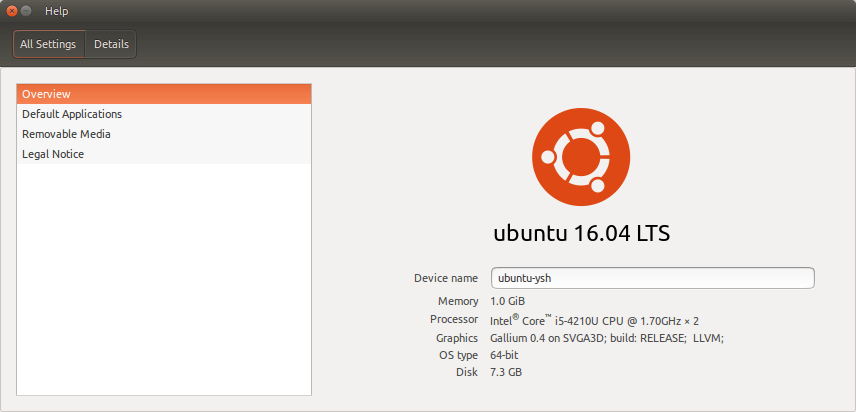 Help
All Settings Details
Overview
Default Applications
Removable Media
Legal Notice
ubuntu 16.04 LTS
Device name ubuntu-ysh
Memory 1.0 GiB
Processor Intel® Core™ i5-4210U CPU @ 1.70GHz × 2
Graphics Gallium 0.4 on SVGA3D; build: RELEASE;  LLVM;
OS type 64-bit
Disk 7.3 GB